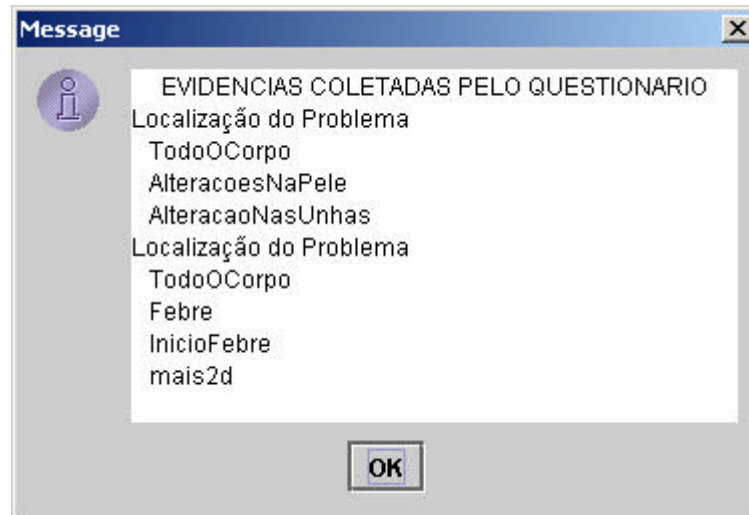 Message
EVIDENCIAS COLETADAS PELO QUESTIONARIO
Localização do Problema
TodoOCorpo
AlteracoesNaPele
AlteracaoNasUnhas
Localização do Problema
TodoOCorpo
Febre
InicioFebre
mais2d
OK